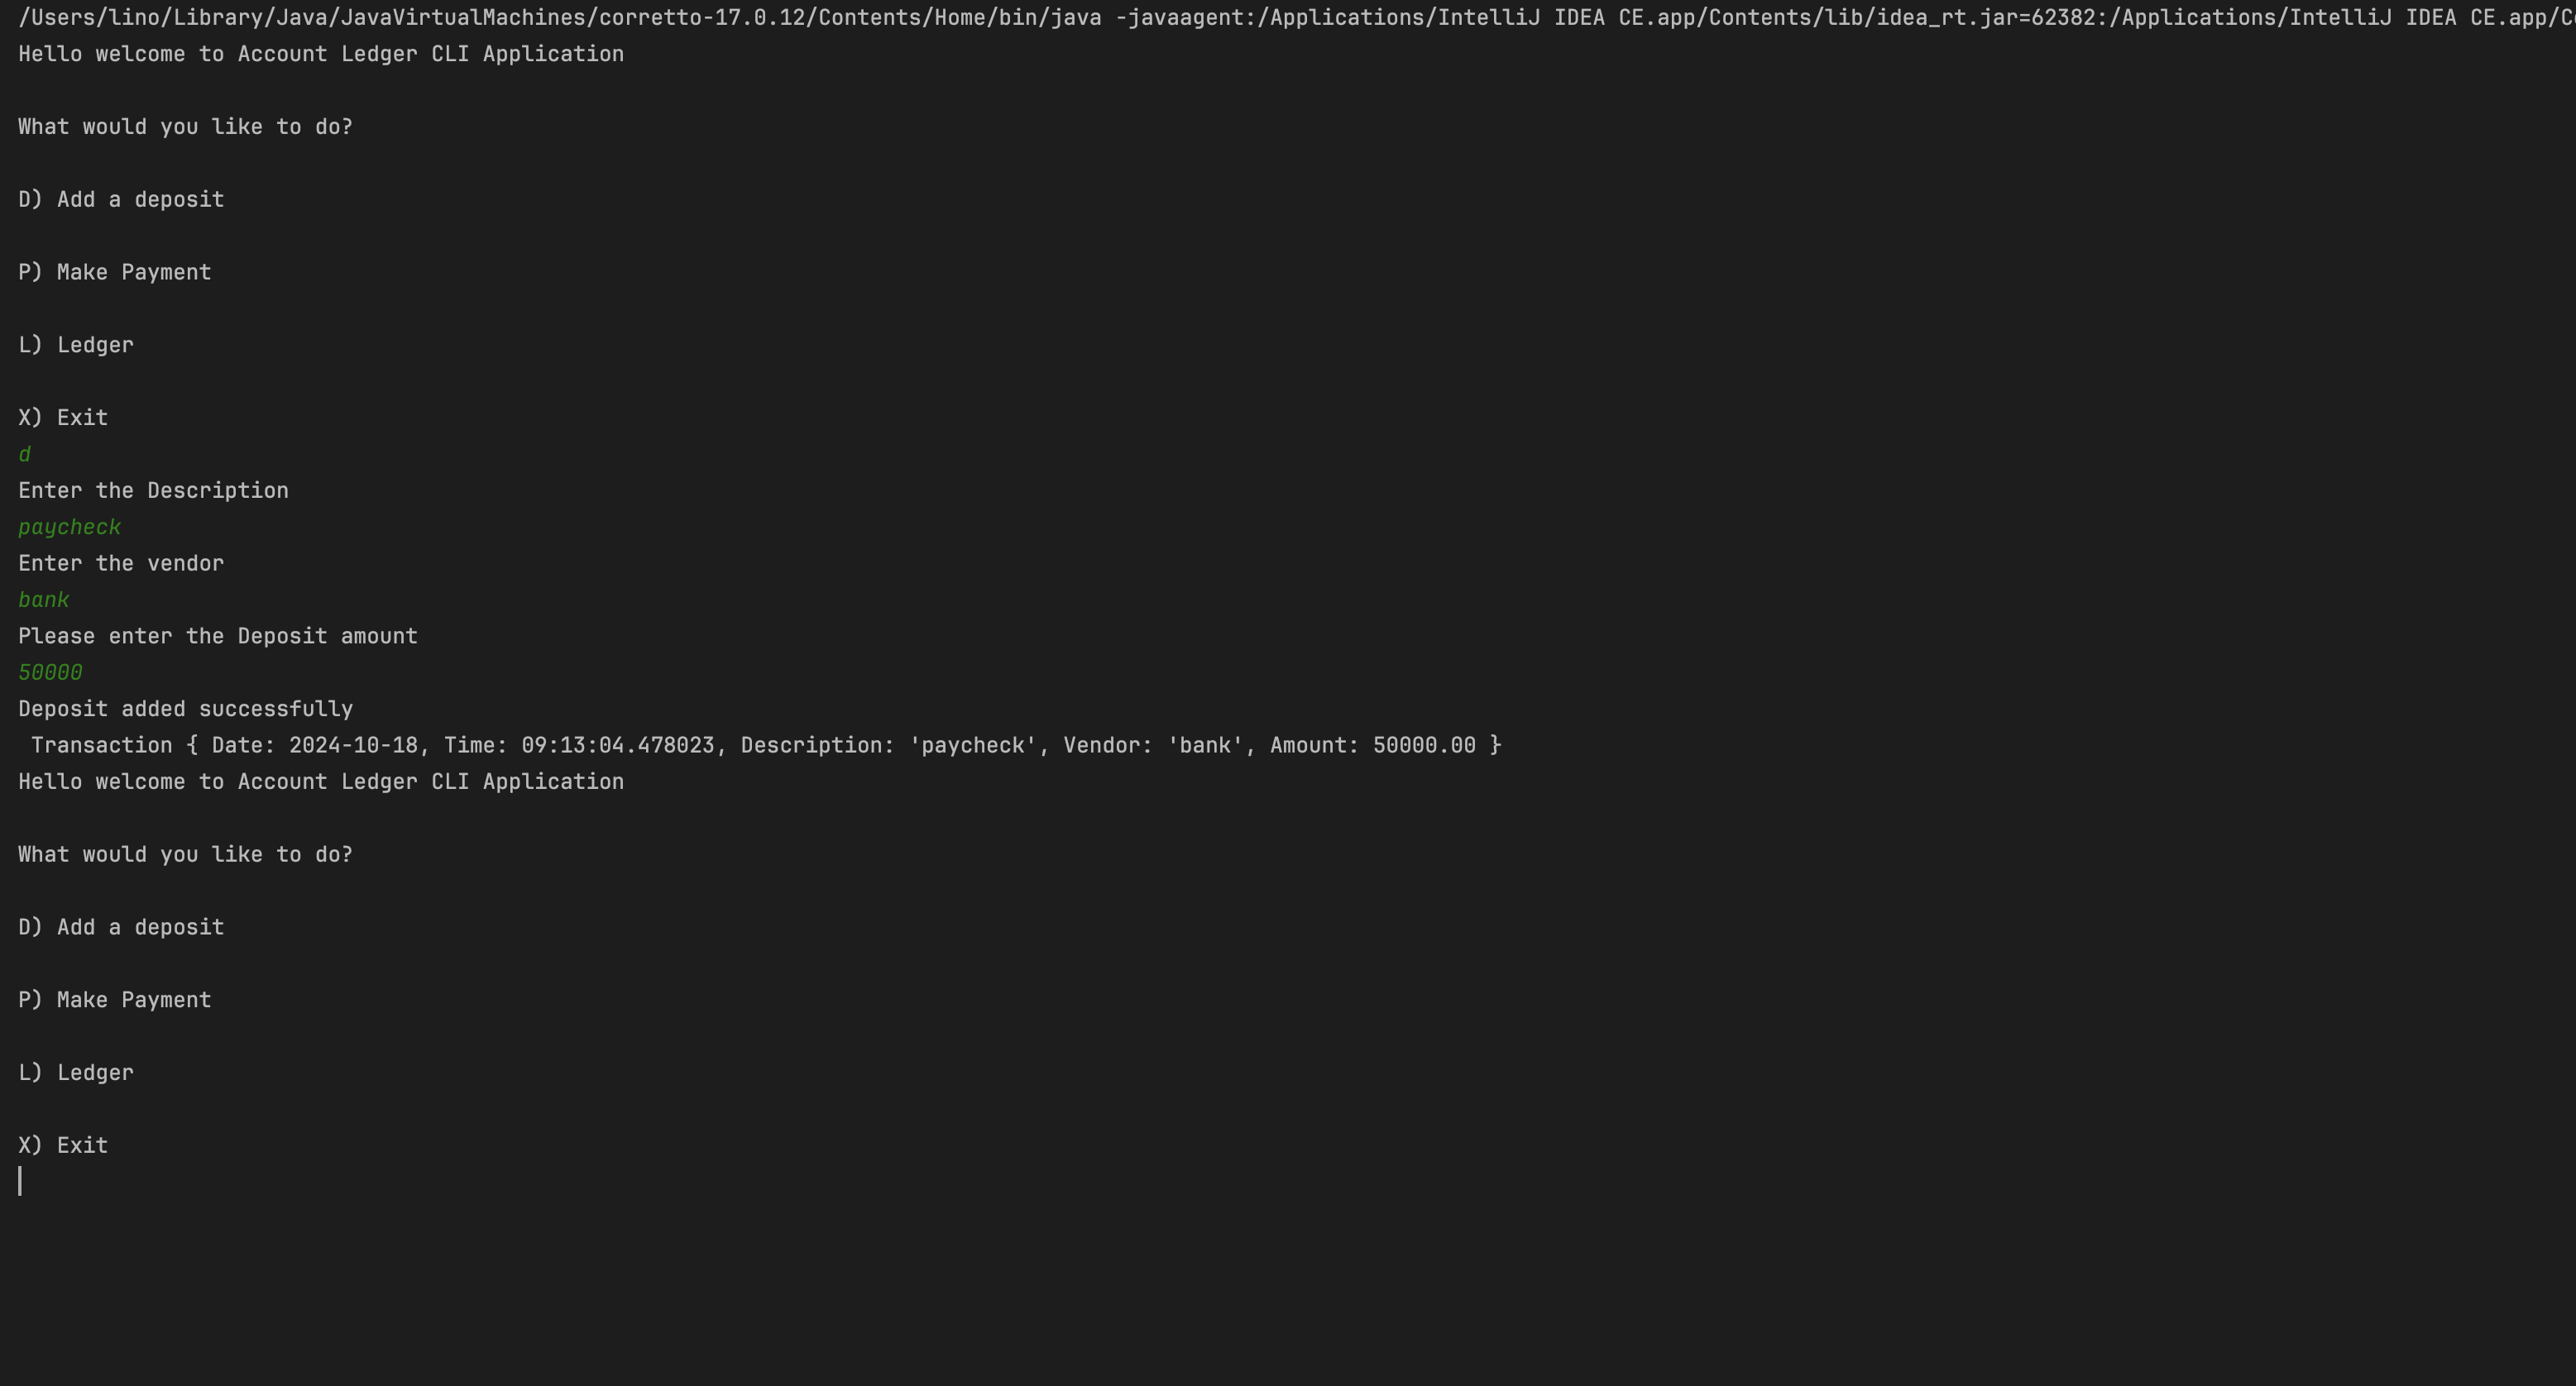 /Users/lino/Library/Java/JavaVirtualMachines/corretto-17.0.12/Contents/Home/bin/java -javaagent:/Applications/IntelliJ IDEA CE.app/Contents/lib/idea_rt.jar=62382:/Applications/IntelliJ IDEA CE.app/C
Hello welcome to Account Ledger CLI Application
What would you like to do?
D) Add a deposit
P) Make Payment
L) Ledger
X) Exit
d
Enter the Description
paycheck
Enter the vendor
bank
Please enter the Deposit amount
50000
Deposit added successfully
Transaction { Date: 2024-10-18, Time: 09:13:04.478023, Description: 'paycheck', Vendor: 'bank', Amount: 50000.00 }
Hello welcome to Account Ledger CLI Application
What would you like to do?
D) Add a deposit
P) Make Payment
L) Ledger
X) Exit